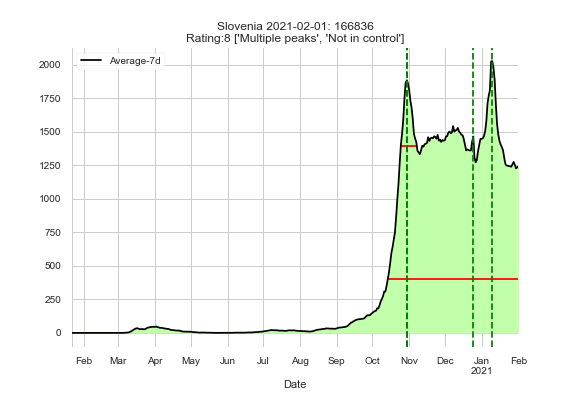 Slovenia 2021-02-01: 166836
Rating:8 ['Multiple peaks', 'Not in control']
Average-7d
2000
1750
1500
1250
1000
750
500
250
0
Feb Mar Apr May Jun Jul Aug Sep Oct Nov Dec Jan Feb
2021
Date